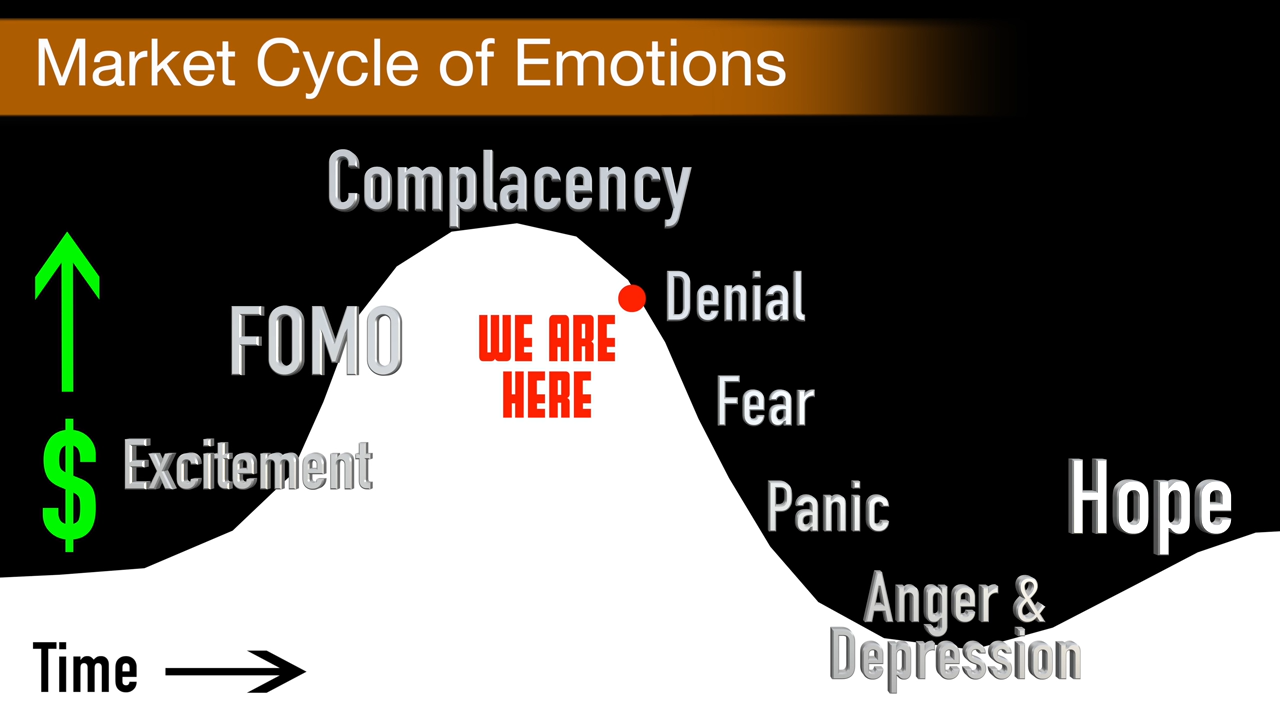 Market Cycle of Emotions
Complacency
Denial
FOMO
WE ARE
HERE
Fear
$
Excitement
Panic
Hope
Anger &
Depression
Time